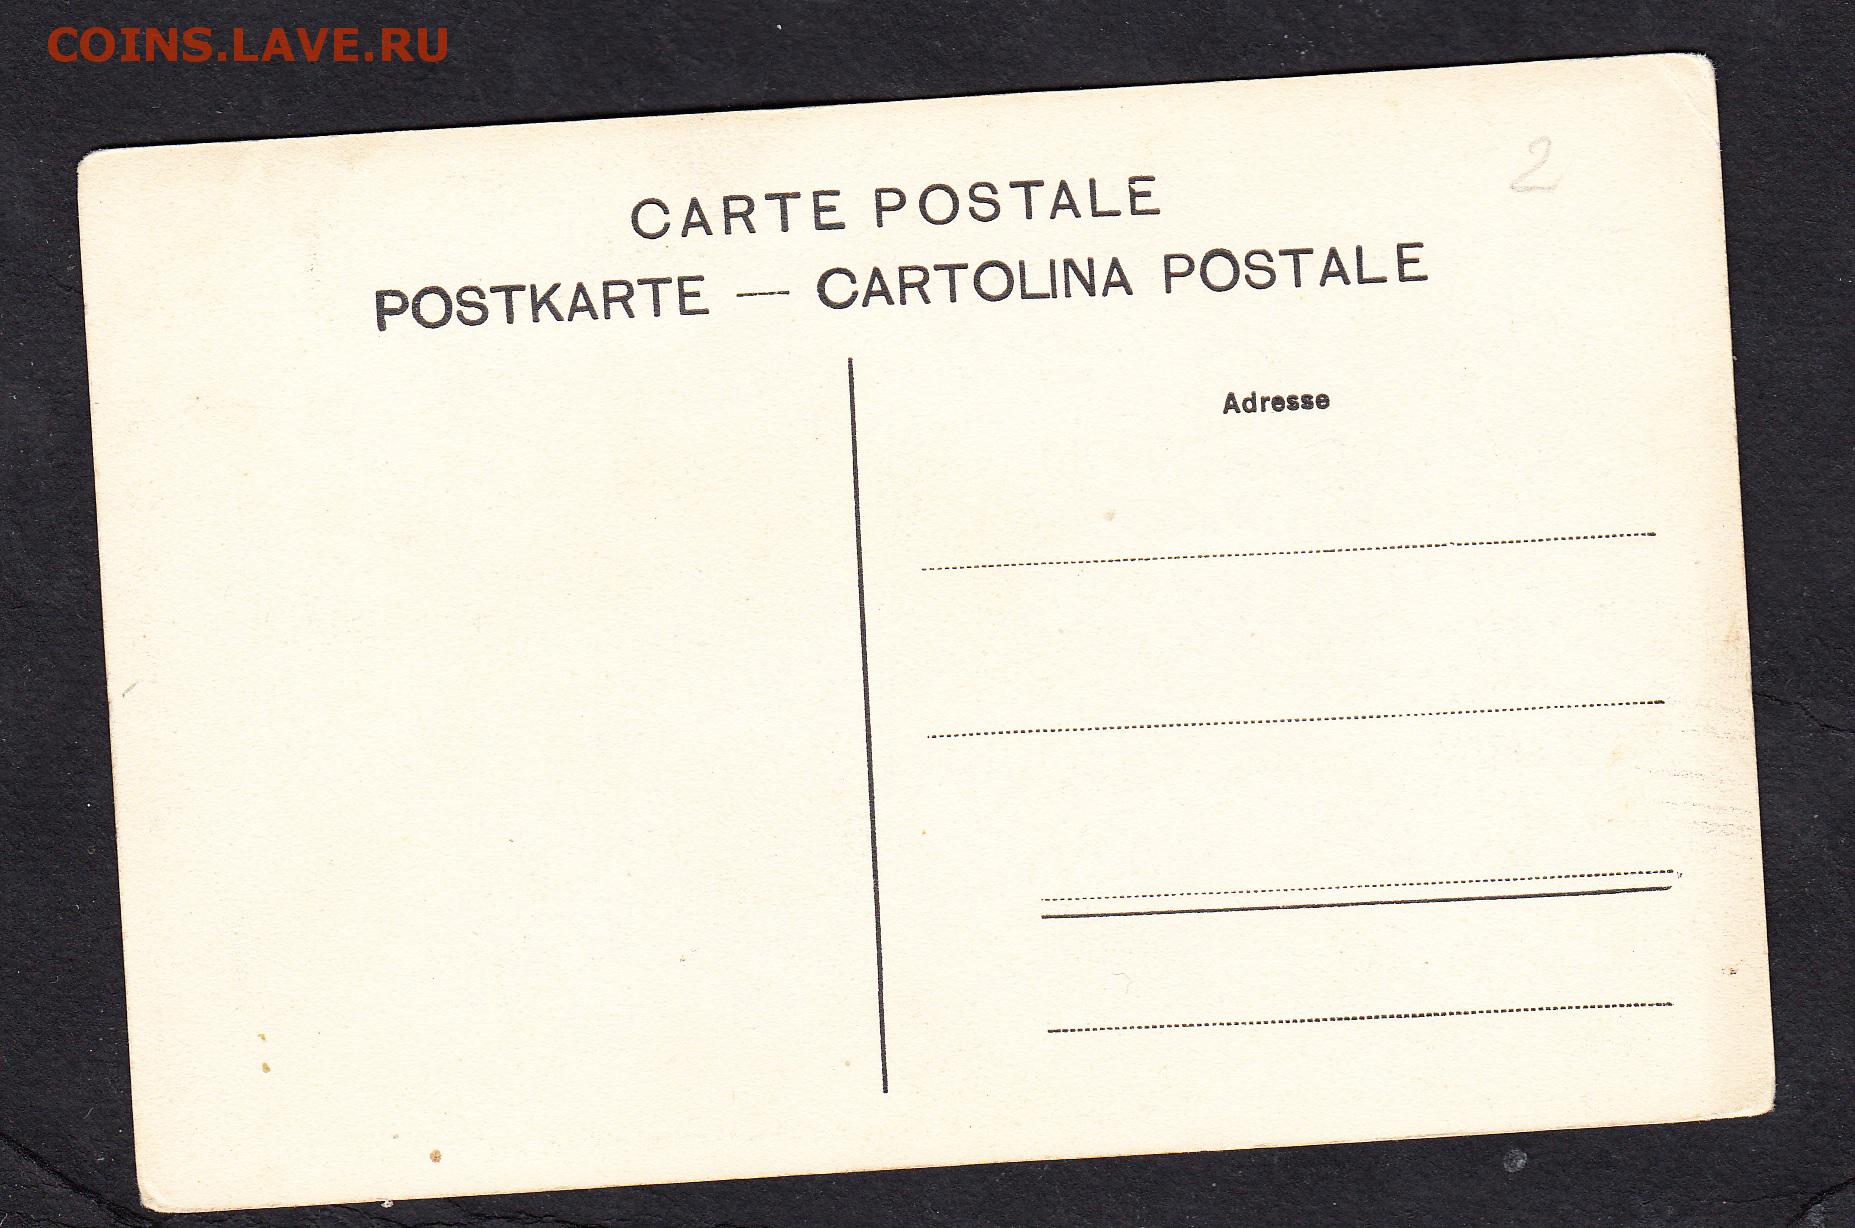 COINS.LAVE.RU
2
CARTE POSTALE
POSTKARTE — CARTOLINA POSTALE
Adresse